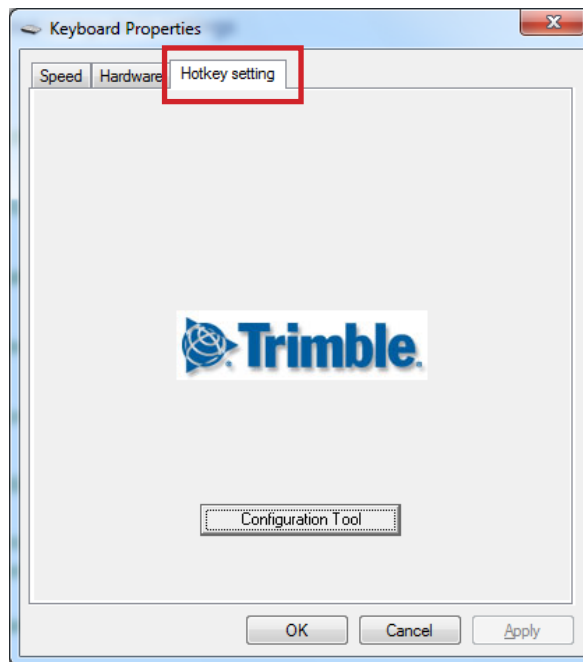 Keyboard Properties
Speed Hardware Hotkey setting
Trimble.
Configuration Tool
OK Cancel Apply